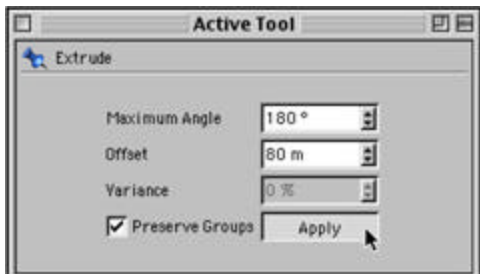 Active Tool
Extrude
Maximum Angle 180 °
Offset 80 m
Variance 0 %
Preserve Groups Apply